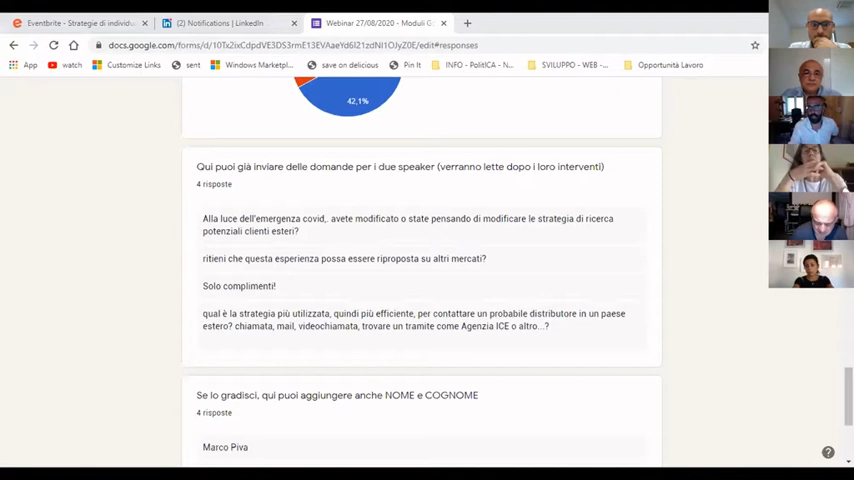 Eventbrite - Strategie di individua
(2) Notifications | LinkedIn
Webinar 27/08/2020 - Moduli G
docs.google.com/forms/d/10Tx2ixCdpdVE3DS3rmE13EVAaeYd6I21zdNI1OJyZ0E/edit#responses
App
watch
Customize Links
sent
Windows Marketpl...
save on delicious
Pin It
INFO - PolitICA – N...
SVILUPPO - WEB -...
Opportunità Lavoro
42,1%
Qui puoi già inviare delle domande per i due speaker (verranno lette dopo i loro interventi)
4 risposte
Alla luce dell'emergenza covid,. avete modificato o state pensando di modificare le strategia di ricerca
potenziali clienti esteri?
ritieni che questa esperienza possa essere riproposta su altri mercati?
Solo complimenti!
qual è la strategia più utilizzata, quindi più efficiente, per contattare un probabile distributore in un paese
estero? chiamata, mail, videochiamata, trovare un tramite come Agenzia ICE o altro...?
Se lo gradisci, qui puoi aggiungere anche NOME e COGNOME
4 risposte
Marco Piva